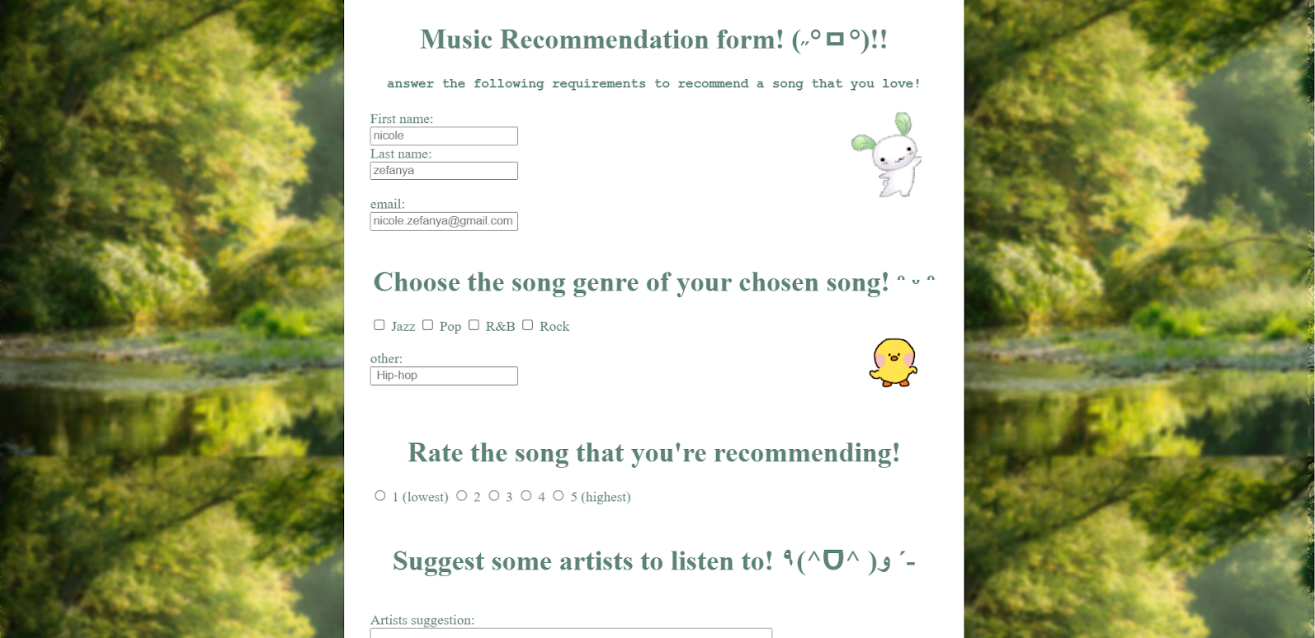 Music Recommendation form! (˶°ㅁ°)!!
answer the following requirements to recommend a song that you love!
First name:
nicole
Last name:
zefanya
email:
nicole.zefanya@gmail.com
Choose the song genre of your chosen song! ᵔ ᵕ ᵔ
Jazz Pop R&B Rock
other:
Hip-hop
Rate the song that you're recommending!
1 (lowest) 2 3 4 5 (highest)
Suggest some artists to listen to! ٩(^ᗜ^ )و ´-
Artists suggestion: